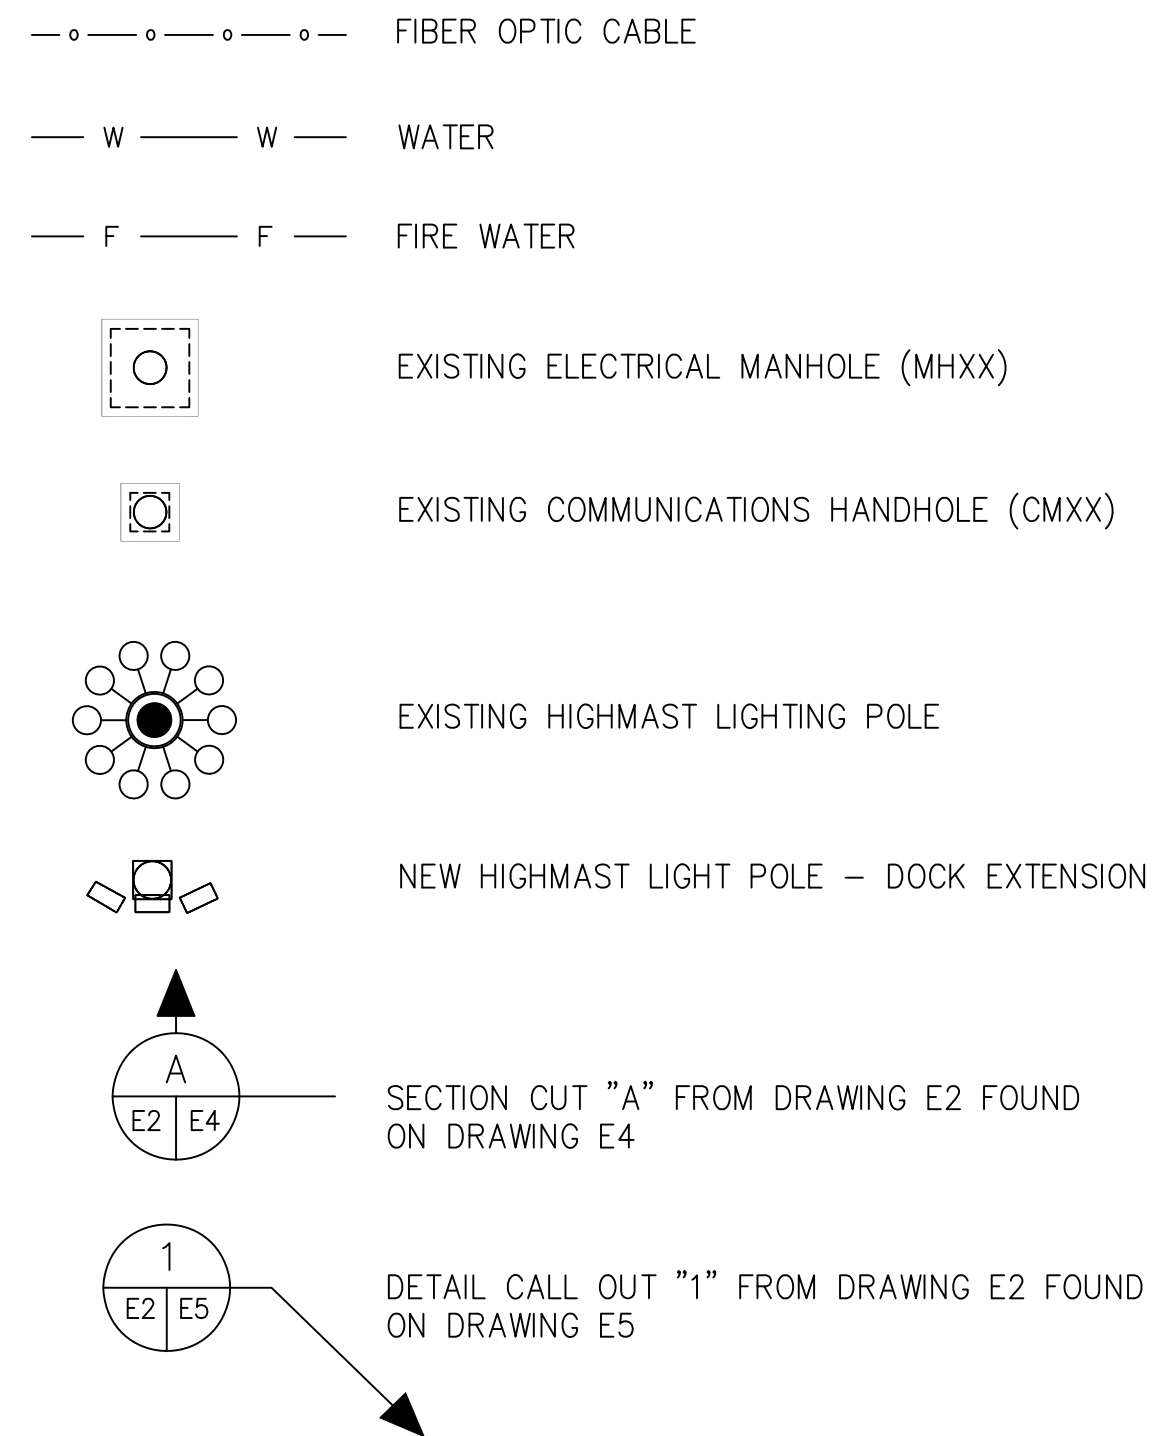 o o o o FIBER OPTIC CABLE
W W WATER
F F FIRE WATER
EXISTING ELECTRICAL MANHOLE (MHXX)
EXISTING COMMUNICATIONS HANDHOLE (CMXX)
EXISTING HIGHMAST LIGHTING POLE
NEW HIGHMAST LIGHT POLE – DOCK EXTENSION
A
E2 E4
SECTION CUT "A" FROM DRAWING E2 FOUND
ON DRAWING E4
1
E2 E5
DETAIL CALL OUT "1" FROM DRAWING E2 FOUND
ON DRAWING E5